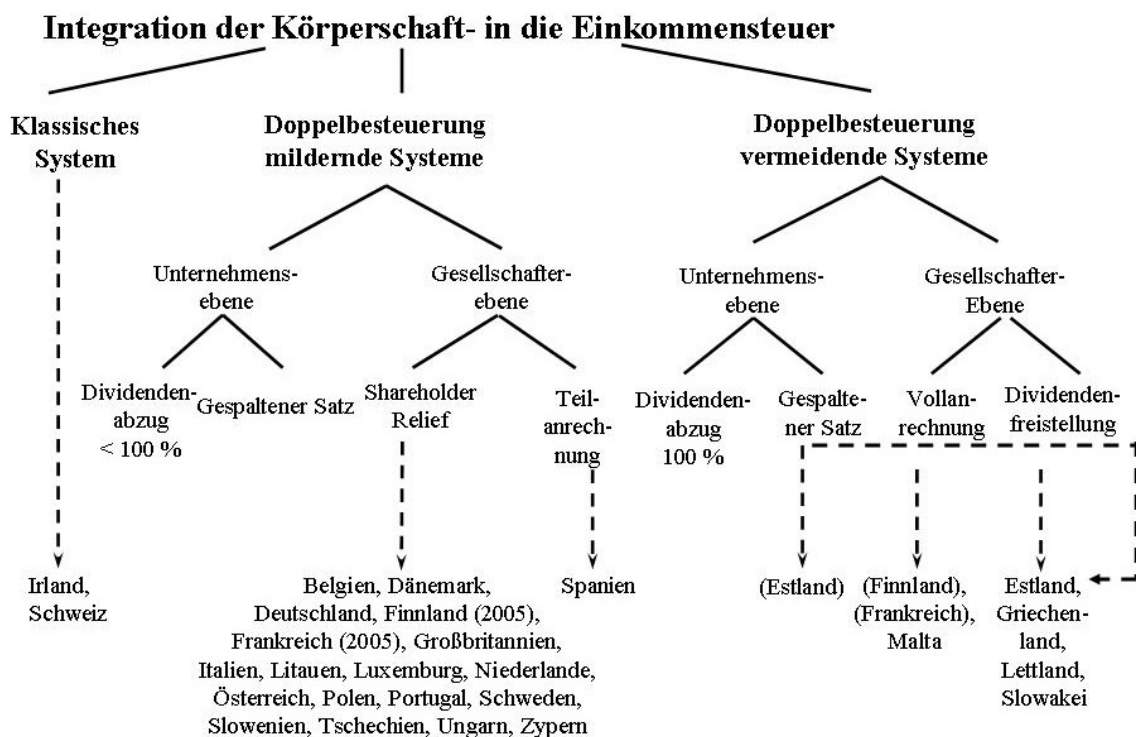 Integration der Körperschaft- in die Einkommensteuer
Klassisches
System
Doppelbesteuerung
mildernde Systeme
Doppelbesteuerung
vermeidende Systeme
Unternehmens-
ebene
Gesellschafter-
ebene
Unternehmens-
ebene
Gesellschafter-
Ebene
Dividenden-
abzug
< 100 %
Gespaltener Satz
Shareholder
Relief
Teil-
anrech-
nung
Dividenden-
abzug
100 %
Gespalte-
ner Satz
Vollan-
rechnung
Dividenden-
freistellung
Irland,
Schweiz
Belgien, Dänemark,
Deutschland, Finnland (2005),
Frankreich (2005), Großbritannien,
Italien, Litauen, Luxemburg, Niederlande,
Österreich, Polen, Portugal, Schweden,
Slowenien, Tschechien, Ungarn, Zypern
Spanien
(Estland)
(Finnland),
(Frankreich),
Malta
Estland,
Griechen-
land,
Lettland,
Slowakei